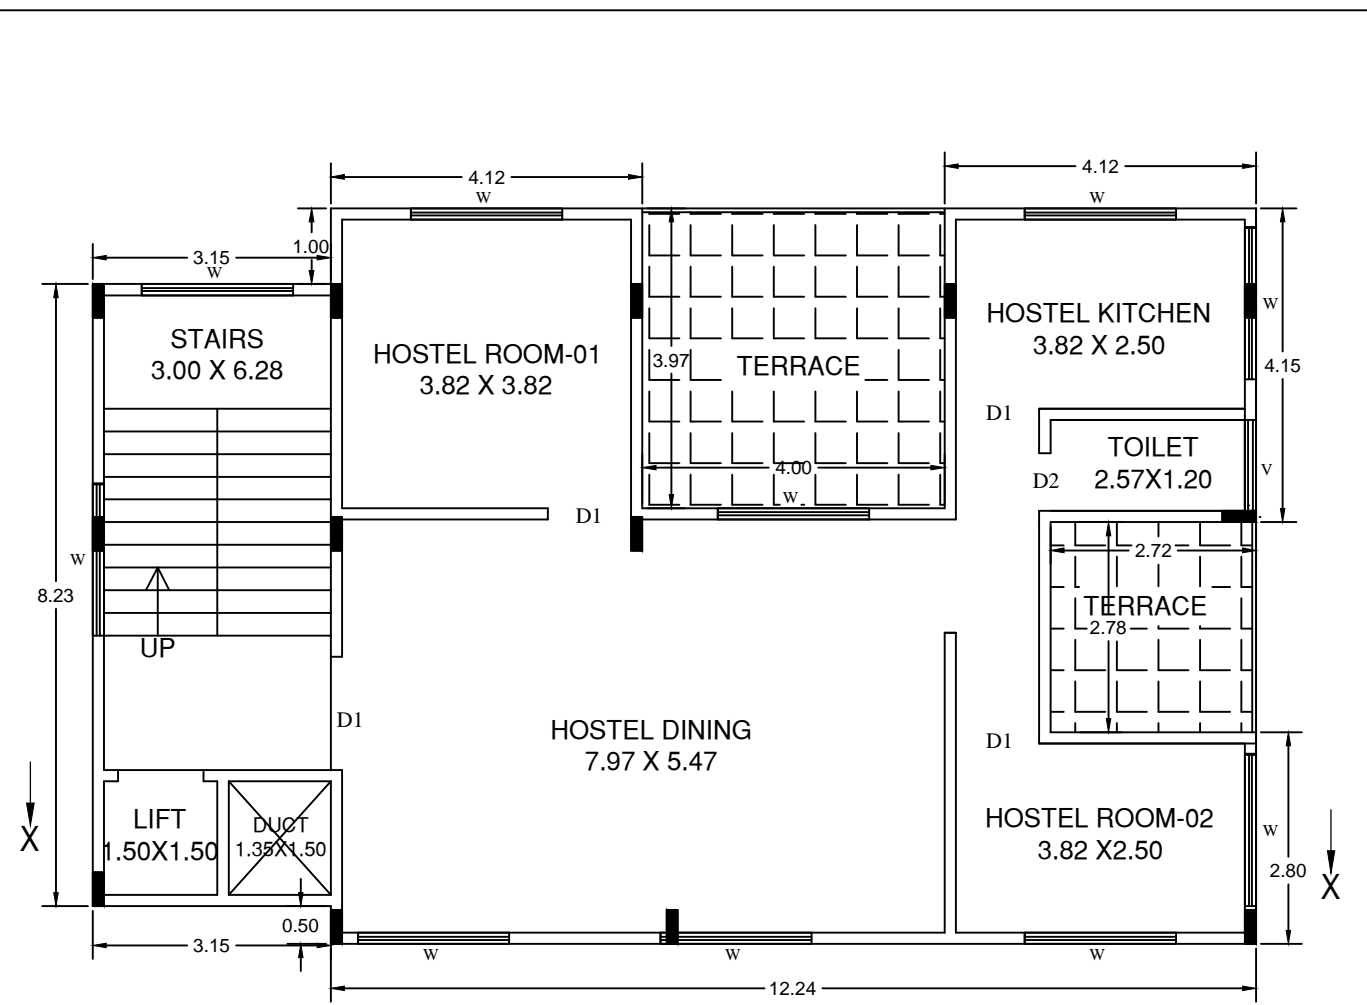 4.12
4.12
W
W
1.00
3.15
W
STAIRS
3.00 X 6.28
HOSTEL ROOM-01
3.82 X 3.82
3.97
TERRACE
HOSTEL KITCHEN
3.82 X 2.50
W
4.15
D1
TOILET
2.57X1.20
D2
V
4.00
W
D1
W
8.23
2.72
TERRACE
2.78
UP
D1
HOSTEL DINING
7.97 X 5.47
D1
LIFT
1.50X1.50
DUCT
1.35X1.50
HOSTEL ROOM-02
3.82 X2.50
W
2.80
X
X
0.50
3.15
W
W
W
12.24